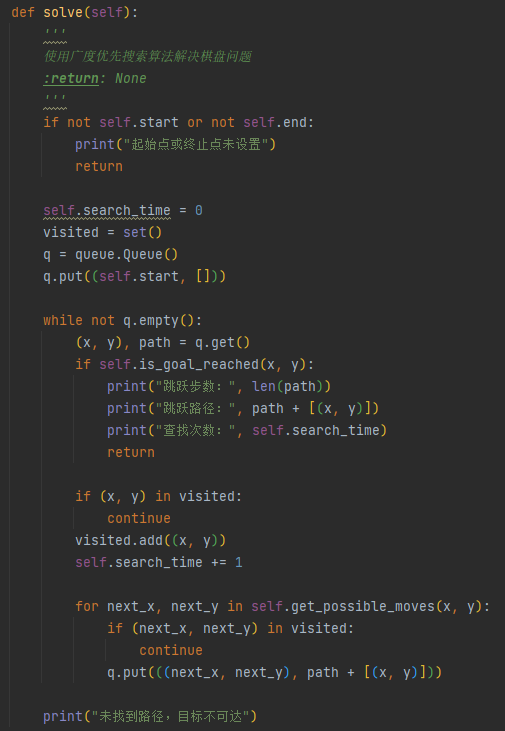 def solve(self):
    '''
    使用广度优先搜索算法解决棋盘问题
    :return: None
    '''
    if not self.start or not self.end:
        print("起始点或终止点未设置")
        return

    self.search_time = 0
    visited = set()
    q = queue.Queue()
    q.put((self.start, []))

    while not q.empty():
        (x, y), path = q.get()
        if self.is_goal_reached(x, y):
            print("跳跃步数：", len(path))
            print("跳跃路径：", path + [(x, y)])
            print("查找次数：", self.search_time)
            return

        if (x, y) in visited:
            continue
        visited.add((x, y))
        self.search_time += 1

        for next_x, next_y in self.get_possible_moves(x, y):
            if (next_x, next_y) in visited:
                continue
            q.put(((next_x, next_y), path + [(x, y)]))

    print("未找到路径，目标不可达")